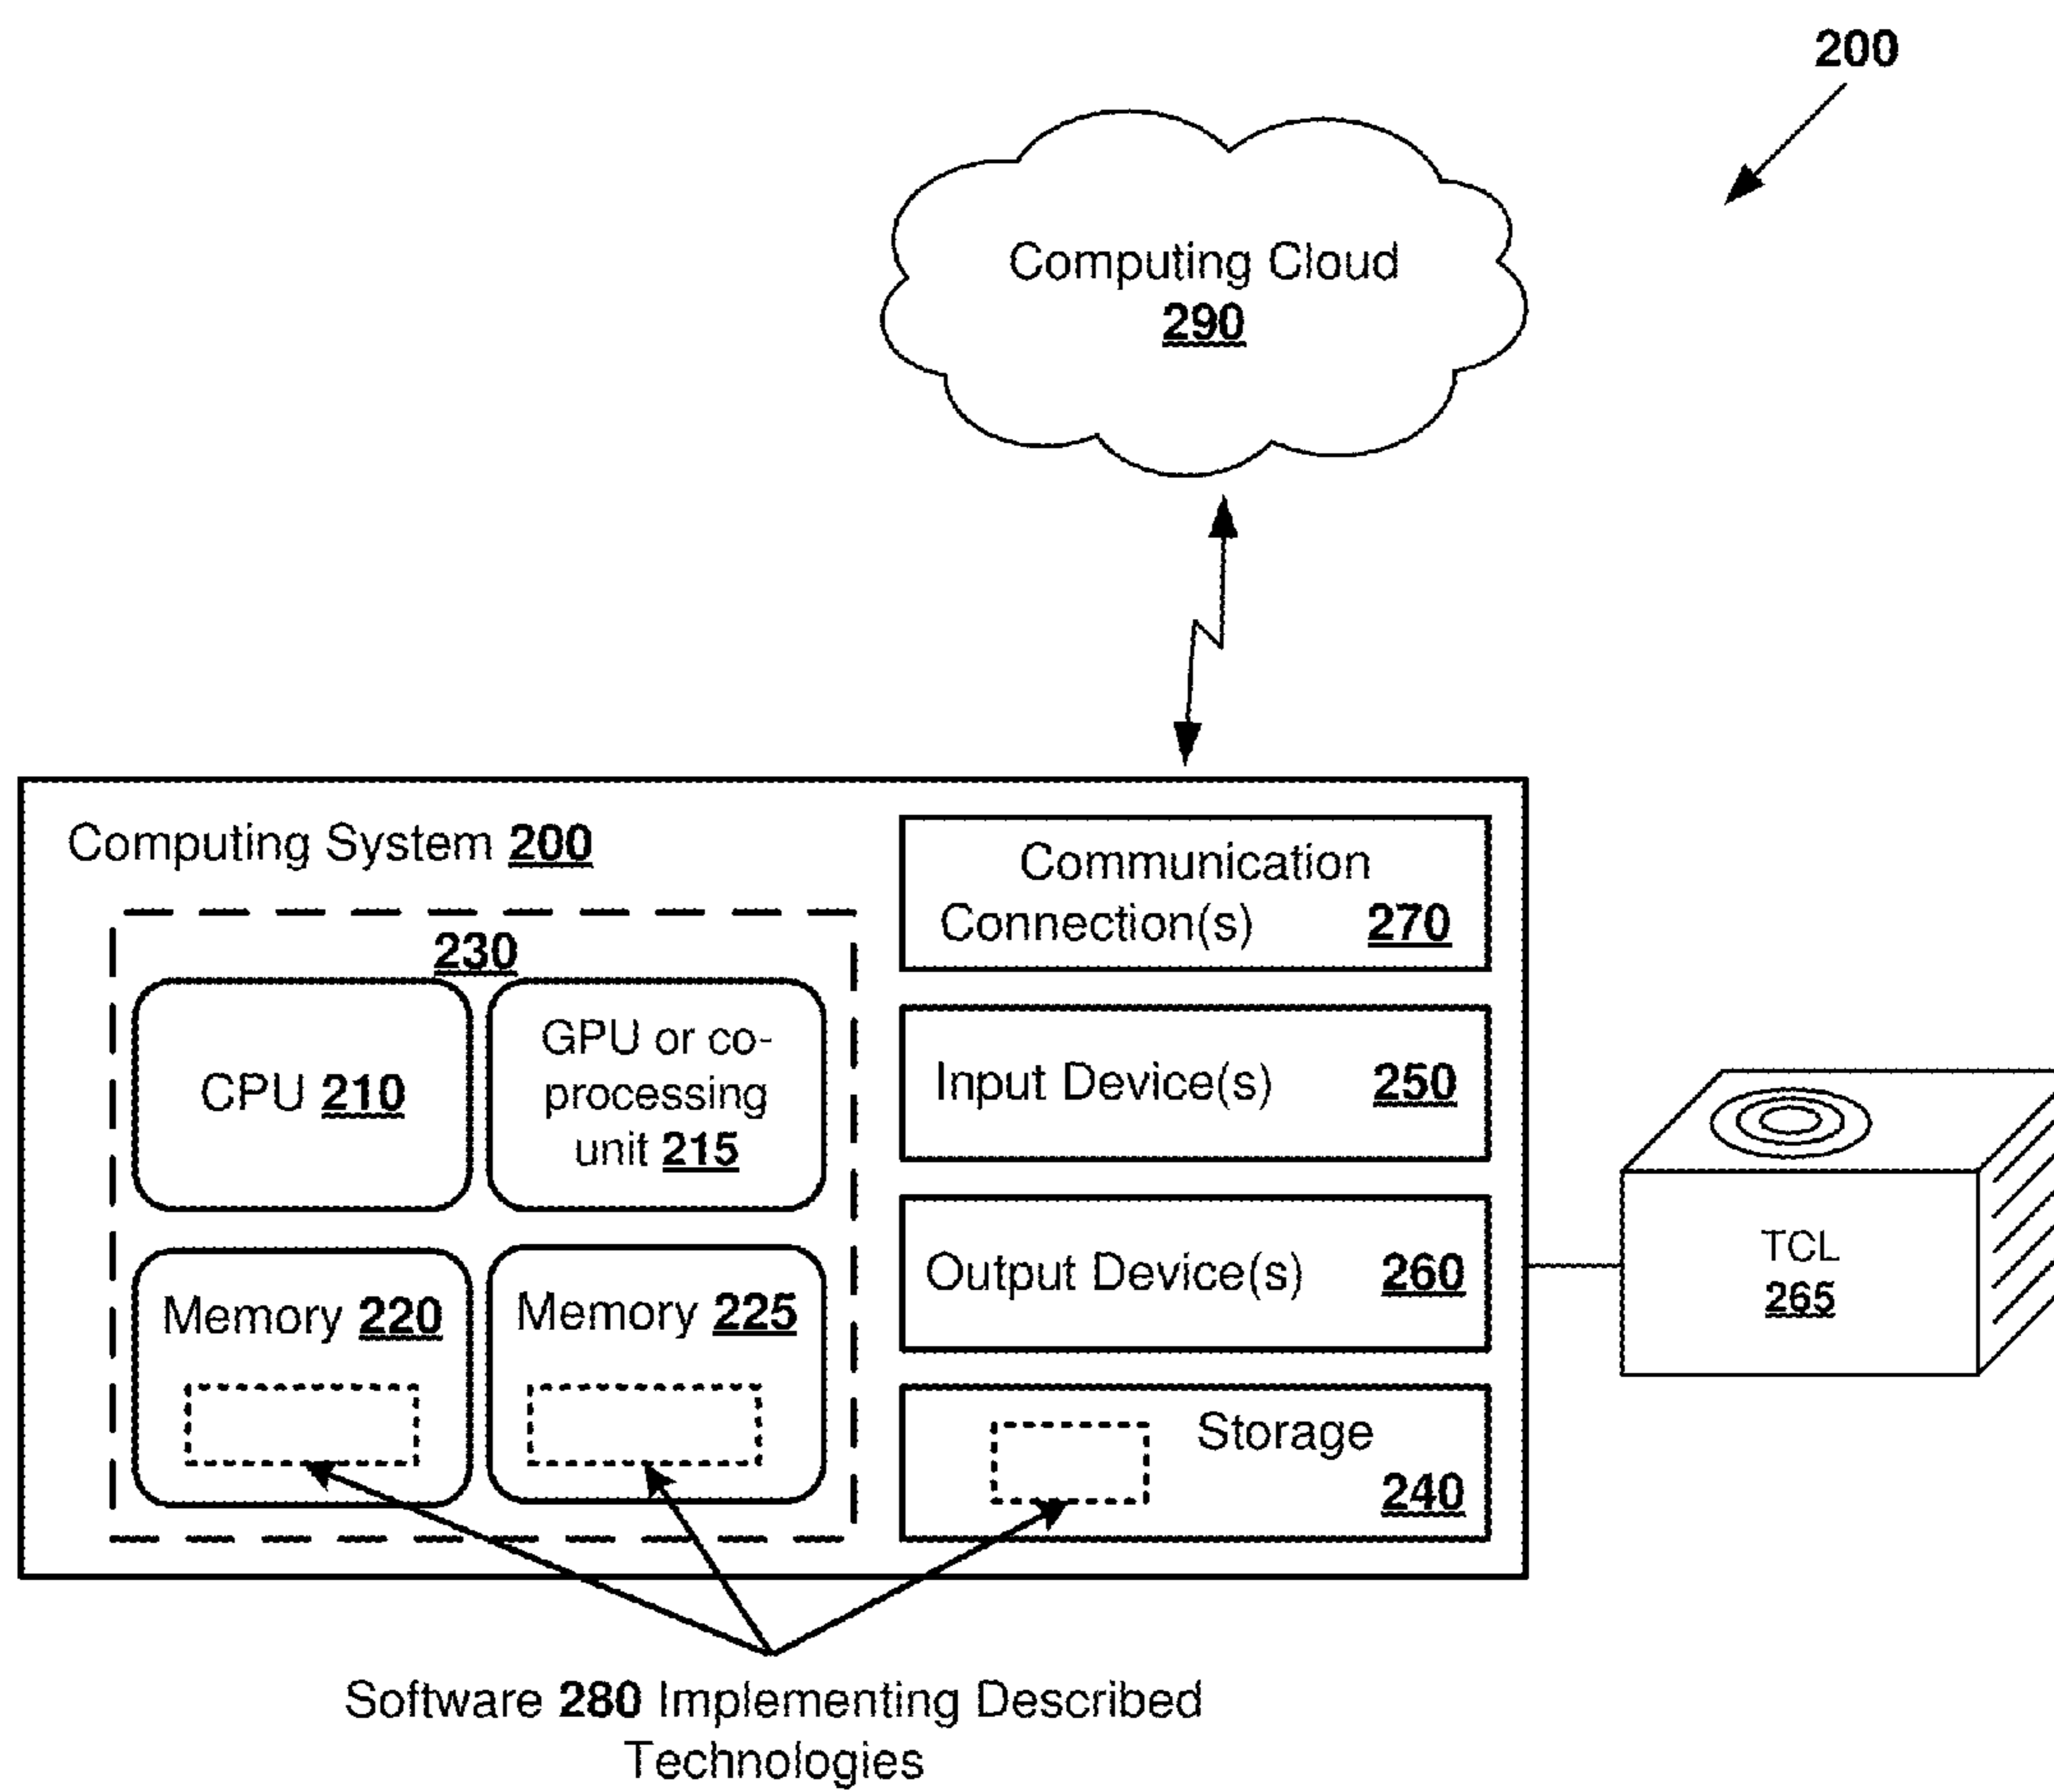 200
Computing Cloud
290
Computing System 200
230
CPU 210
GPU or co-
processing
unit 215
Memory 220
Memory 225
Communication
Connection(s) 270
Input Device(s) 250
Output Device(s) 260
Storage
240
TCL
265
Software 280 Implementing Described
Technologies